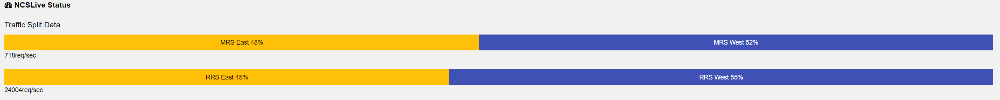 NCSLive Status
Traffic Split Data
MRS East 48% MRS West 52%
718req/sec
RRS East 45% RRS West 55%
24004req/sec